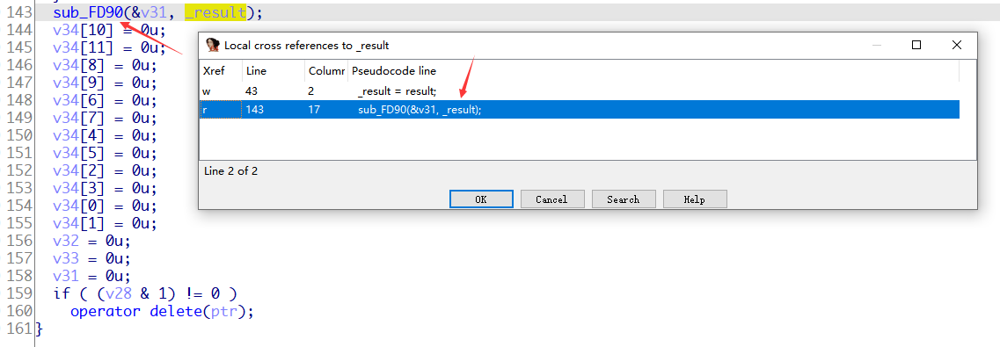 143 sub_FD90(&v31, _result);
144 v34[10] = 0u;
145 v34[11] = 0u;
146 v34[8] = 0u;
147 v34[9] = 0u;
148 v34[6] = 0u;
149 v34[7] = 0u;
150 v34[4] = 0u;
151 v34[5] = 0u;
152 v34[2] = 0u;
153 v34[3] = 0u;
154 v34[0] = 0u;
155 v34[1] = 0u;
156 v32 = 0u;
157 v33 = 0u;
158 v31 = 0u;
159 if ( (v28 & 1) != 0 )
160 operator delete(ptr);
161 }
Local cross references to _result
Xref Line Columr Pseudocode line
w 43 2 _result = result;
r 143 17 sub_FD90(&v31, _result);
Line 2 of 2
OK Cancel Search Help